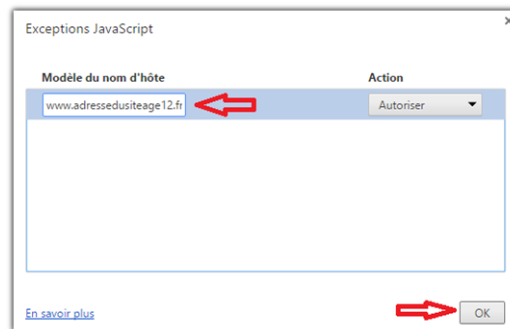 Exceptions JavaScript
Modèle du nom d'hôte Action
www.adressedusiteage12.fr Autoriser
En savoir plus OK